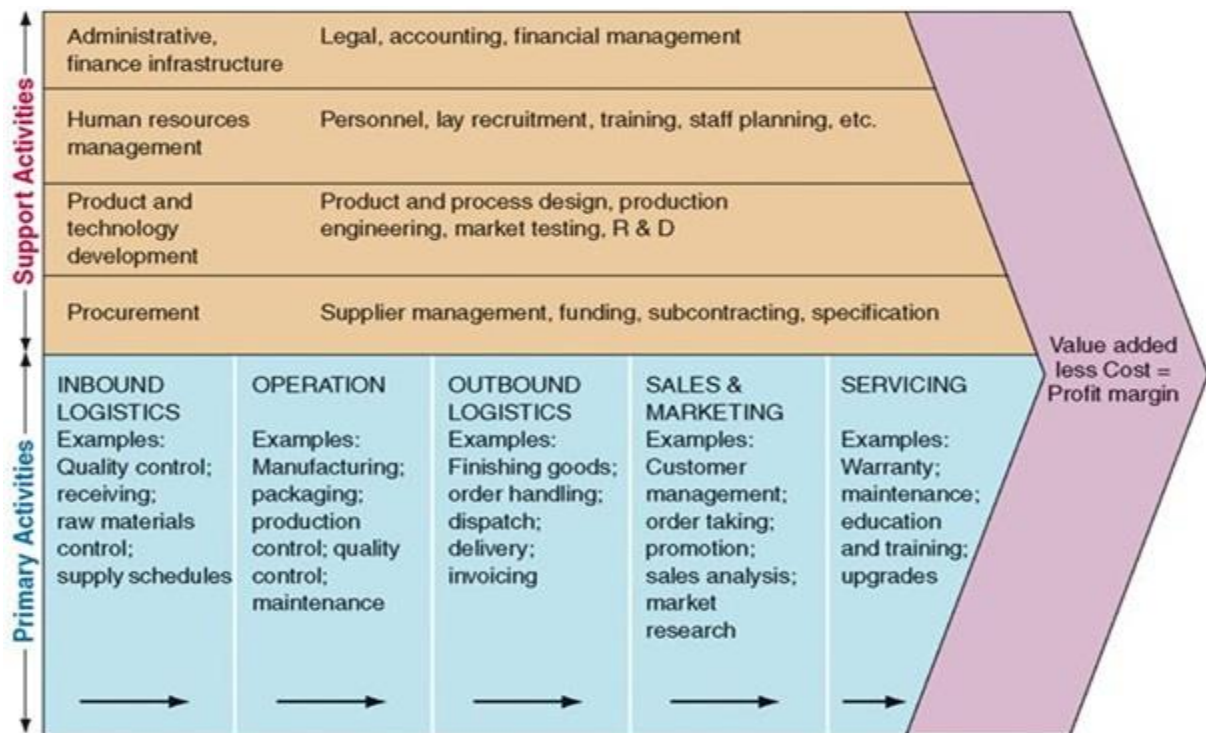 Support Activities
Administrative,
finance infrastructure
Legal, accounting, financial management
Human resources
management
Personnel, lay recruitment, training, staff planning, etc.
Product and
technology
development
Product and process design, production
engineering, market testing, R & D
Procurement
Supplier management, funding, subcontracting, specification
Primary Activities
INBOUND
LOGISTICS
Examples:
Quality control;
receiving;
raw materials
control;
supply schedules
OPERATION
Examples:
Manufacturing;
packaging;
production
control; quality
control;
maintenance
OUTBOUND
LOGISTICS
Examples:
Finishing goods;
order handling;
dispatch;
delivery;
invoicing
SALES &
MARKETING
Examples:
Customer
management;
order taking;
promotion;
sales analysis;
market
research
SERVICING
Examples:
Warranty;
maintenance;
education
and training;
upgrades
Value added
less Cost =
Profit margin